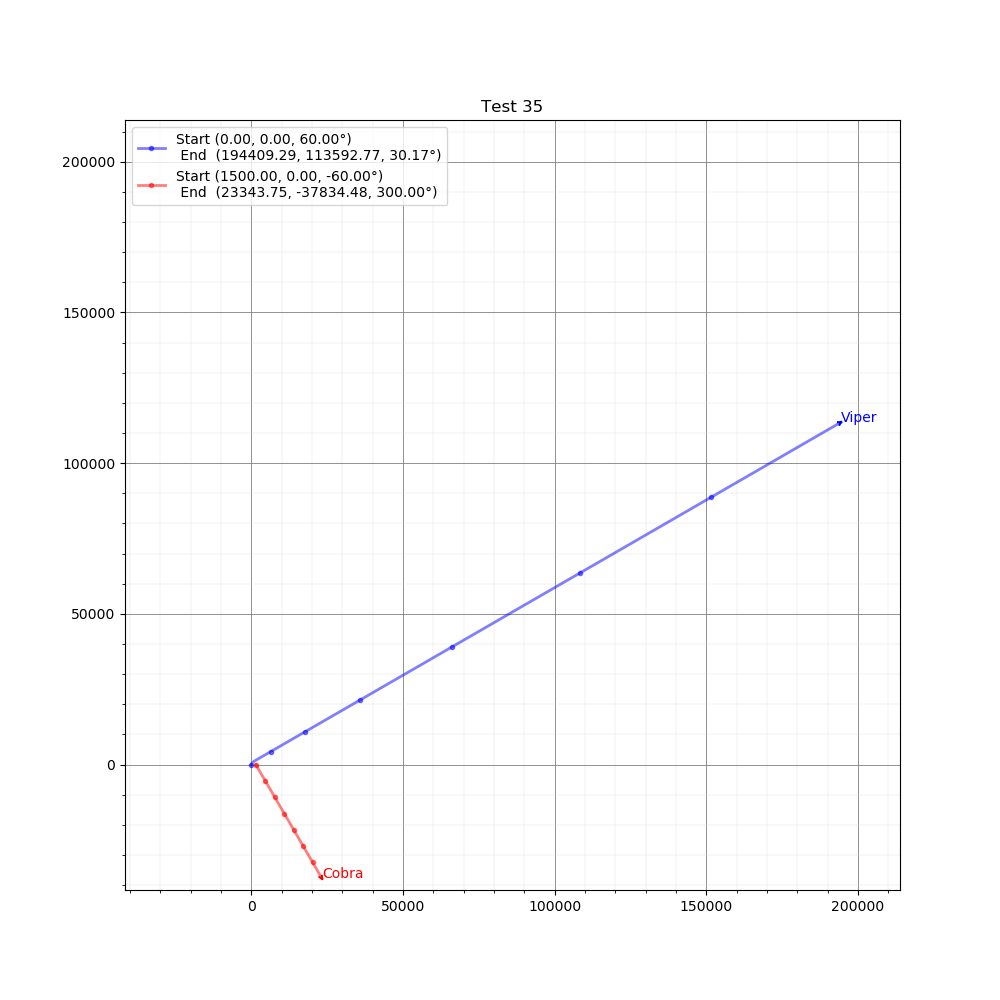 Test 35
Start (0.00, 0.00, 60.00°)
End (194409.29, 113592.77, 30.17°)
Start (1500.00, 0.00, -60.00°)
End (23343.75, -37834.48, 300.00°)
200000
150000
100000
50000
0
Viper
Cobra
0
50000
100000
150000
200000